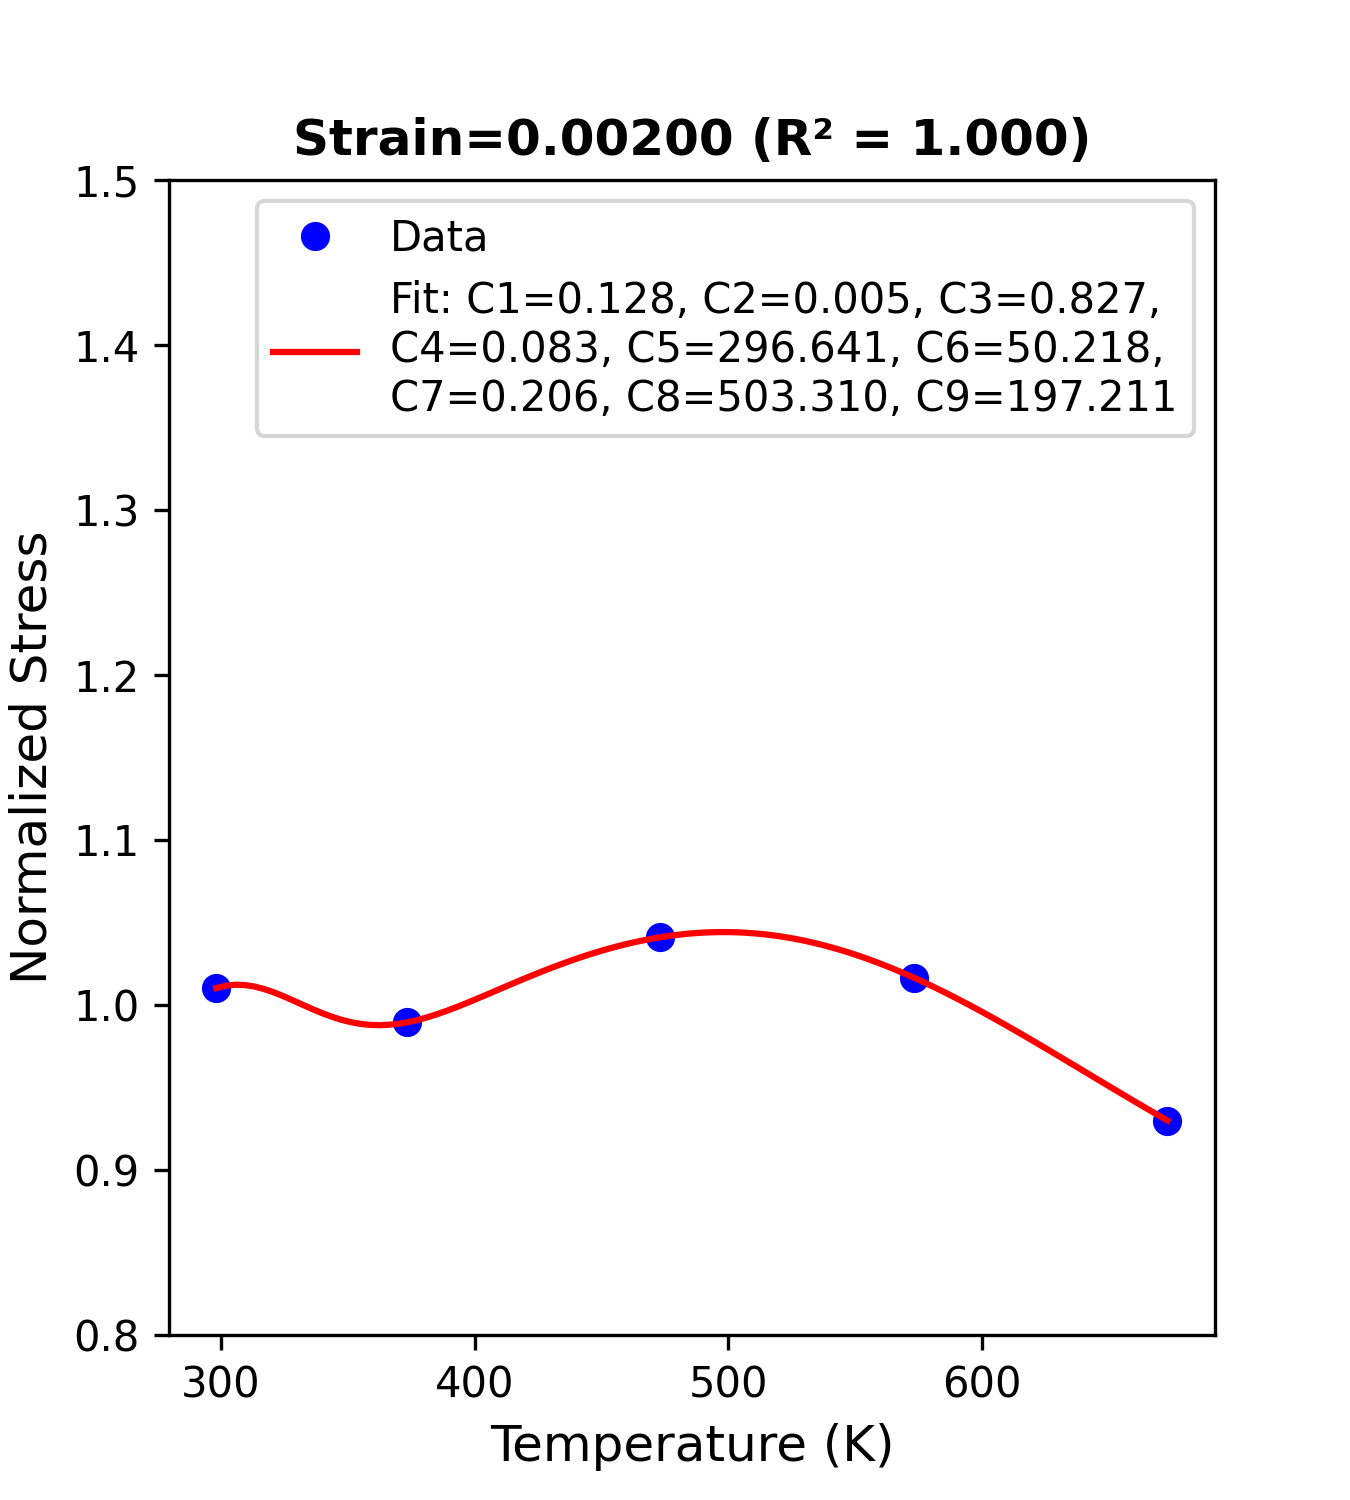 Strain=0.00200 (R² = 1.000)
1.5
1.4
1.3
1.2
1.1
1.0
0.9
0.8
Normalized Stress
Data
Fit: C1=0.128, C2=0.005, C3=0.827,
C4=0.083, C5=296.641, C6=50.218,
C7=0.206, C8=503.310, C9=197.211
300
400
500
600
Temperature (K)